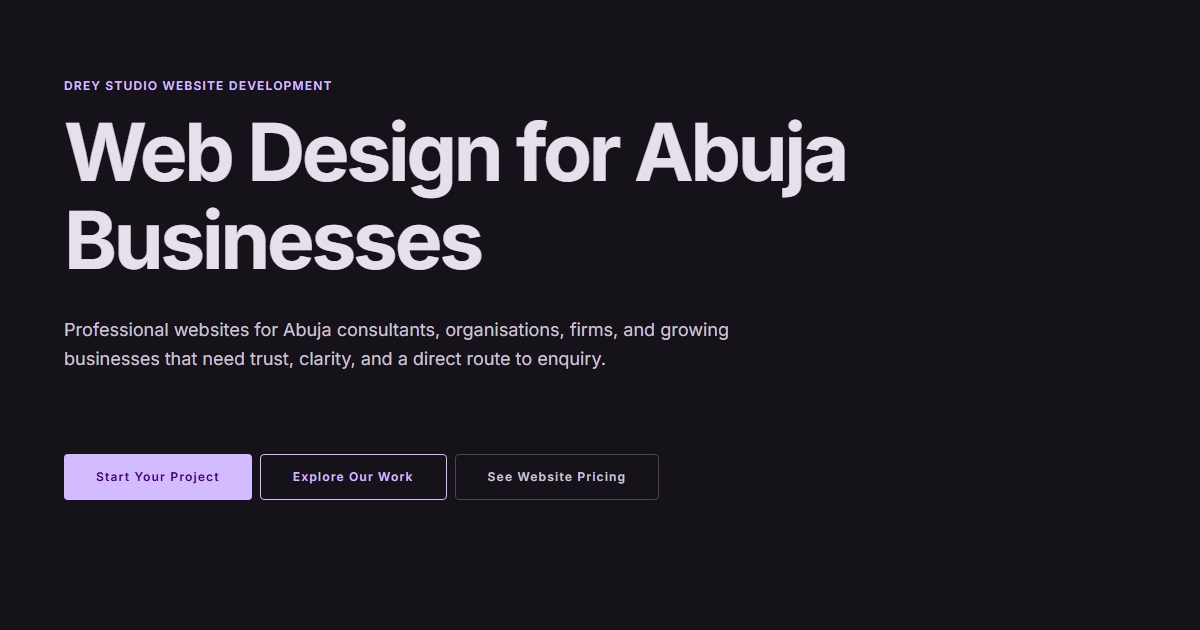 DREY STUDIO WEBSITE DEVELOPMENT
Web Design for Abuja
Businesses
Professional websites for Abuja consultants, organisations, firms, and growing
businesses that need trust, clarity, and a direct route to enquiry.
Start Your Project
Explore Our Work
See Website Pricing